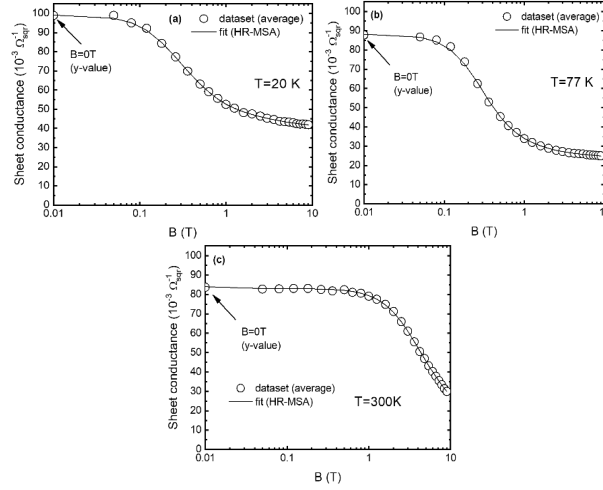 (a)
dataset (average)
fit (HR-MSA)
B=0T
(y-value)
T=20 K
Sheet conductance (10⁻³ Ω⁻¹sqr)
100
90
80
70
60
50
40
30
20
10
0
0.01
0.1
1
10
B (T)
(b)
dataset (average)
fit (HR-MSA)
B=0T
(y-value)
T=77 K
Sheet conductance (10⁻³ Ω⁻¹sqr)
100
90
80
70
60
50
40
30
20
10
0
0.01
0.1
1
10
B (T)
(c)
B=0T
(y-value)
dataset (average)
fit (HR-MSA)
T=300K
Sheet conductance (10⁻³ Ω⁻¹sqr)
100
90
80
70
60
50
40
30
20
10
0
0.01
0.1
1
10
B (T)